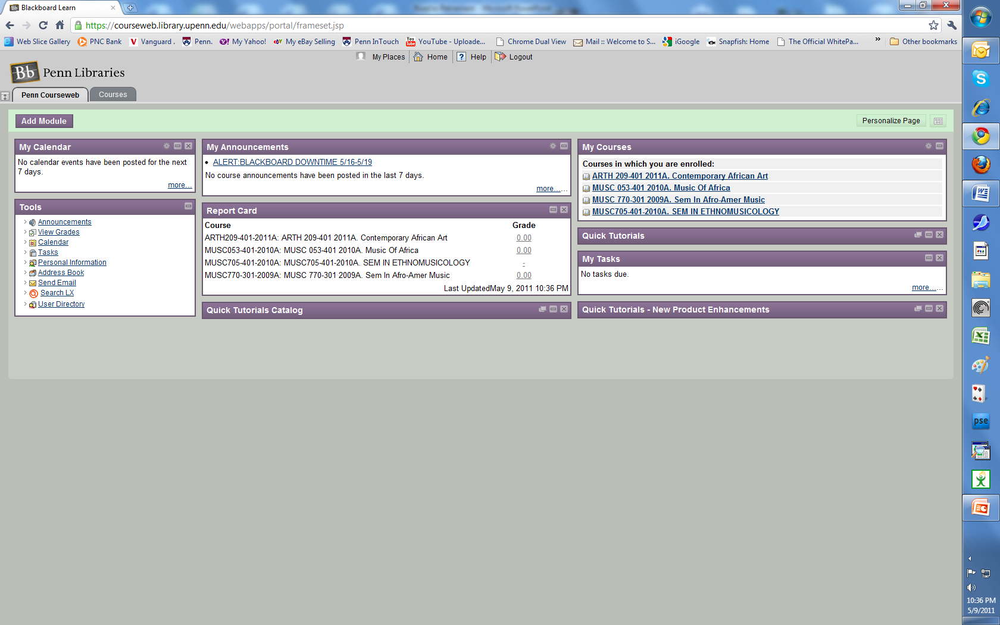 Blackboard Learn
https://courseweb.library.upenn.edu/webapps/portal/frameset.jsp
Web Slice Gallery PNC Bank Vanguard . Penn. My Yahoo! My eBay Selling Penn InTouch YouTube - Uploade... Chrome Dual View Mail :: Welcome to S... iGoogle Snapfish: Home The Official WhitePa... » Other bookmarks
My Places Home Help Logout
Bb Penn Libraries
Penn Courseweb Courses
Add Module Personalize Page
My Calendar
No calendar events have been posted for the next
7 days.
more...
Tools
Announcements
View Grades
Calendar
Tasks
Personal Information
Address Book
Send Email
Search LX
User Directory
My Announcements
• ALERT:BLACKBOARD DOWNTIME 5/16-5/19
No course announcements have been posted in the last 7 days.
more......
Report Card
Course Grade
ARTH209-401-2011A: ARTH 209-401 2011A. Contemporary African Art 0.00
MUSC053-401-2010A: MUSC 053-401 2010A. Music Of Africa 0.00
MUSC705-401-2010A: MUSC705-401-2010A. SEM IN ETHNOMUSICOLOGY -
MUSC770-301-2009A: MUSC 770-301 2009A. Sem In Afro-Amer Music 0.00
Last UpdatedMay 9, 2011 10:36 PM
Quick Tutorials Catalog
My Courses
Courses in which you are enrolled:
ARTH 209-401 2011A. Contemporary African Art
MUSC 053-401 2010A. Music Of Africa
MUSC 770-301 2009A. Sem In Afro-Amer Music
MUSC705-401-2010A. SEM IN ETHNOMUSICOLOGY
Quick Tutorials
My Tasks
No tasks due.
more......
Quick Tutorials - New Product Enhancements
pse
10:36 PM
5/9/2011